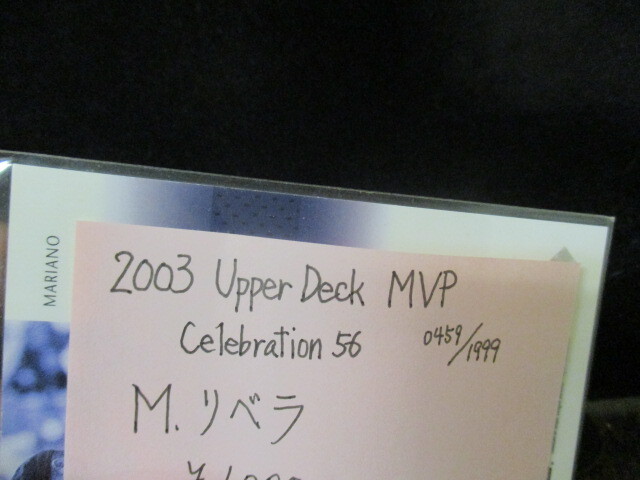 MARIANO
2003 Upper Deck MVP
Celebration 56 0459/1999
M. リベラ